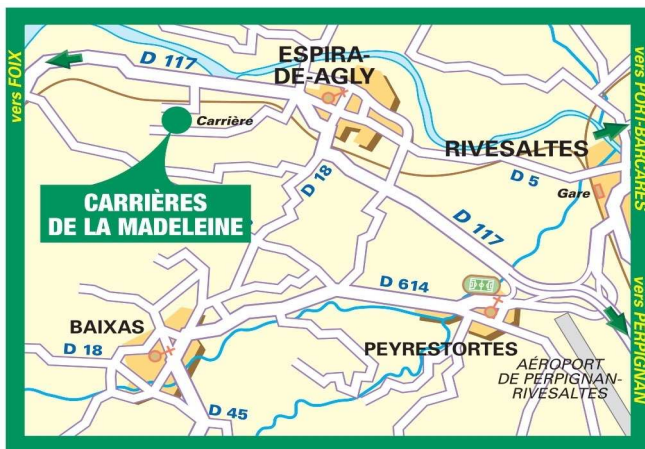 vers FOIX
D 117
ESPIRA-
DE-AGLY
Carrière
CARRIÈRES
DE LA MADELEINE
D 18
RIVESALTES
D 5
Gare
vers PORT-BARCARÈS
D 117
D 614
BAIXAS
D 18
PEYRESTORTES
AÉROPORT
DE PERPIGNAN-
RIVESALTES
vers PERPIGNAN
D 45